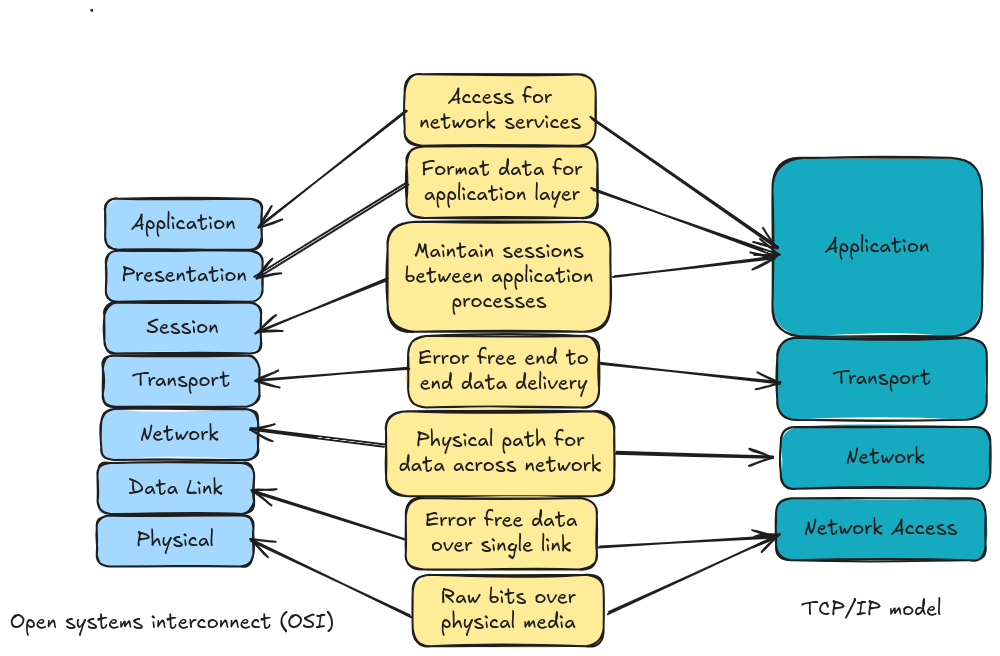 Access for
network services
Format data for
application layer
Maintain sessions
between application
processes
Error free end to
end data delivery
Physical path for
data across network
Error free data
over single link
Raw bits over
physical media
Application
Presentation
Session
Transport
Network
Data Link
Physical
Open systems interconnect (OSI)
Application
Transport
Network
Network Access
TCP/IP model